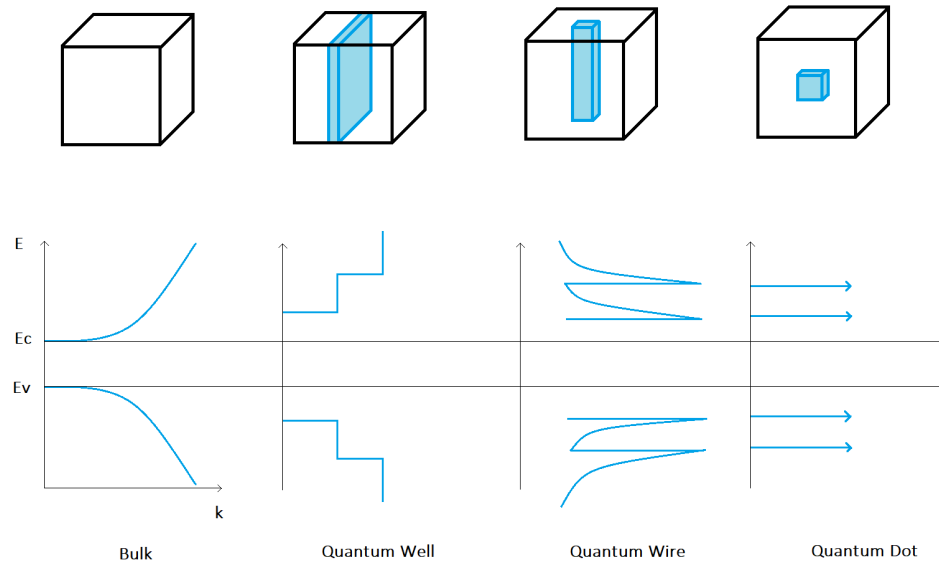 E
Ec
Ev
k
Bulk
Quantum Well
Quantum Wire
Quantum Dot